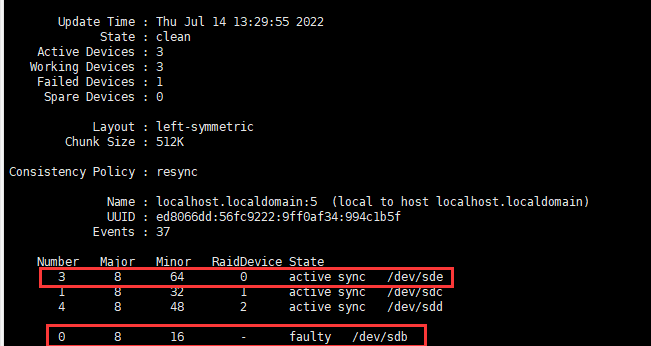 Update Time : Thu Jul 14 13:29:55 2022
State : clean
Active Devices : 3
Working Devices : 3
Failed Devices : 1
Spare Devices : 0
Layout : left-symmetric
Chunk Size : 512K
Consistency Policy : resync
Name : localhost.localdomain:5  (local to host localhost.localdomain)
UUID : ed8066dd:56fc9222:9ff0af34:994c1b5f
Events : 37
Number   Major   Minor   RaidDevice State
3       8       64        0      active sync   /dev/sde
1       8       32        1      active sync   /dev/sdc
4       8       48        2      active sync   /dev/sdd
0       8       16        -      faulty   /dev/sdb